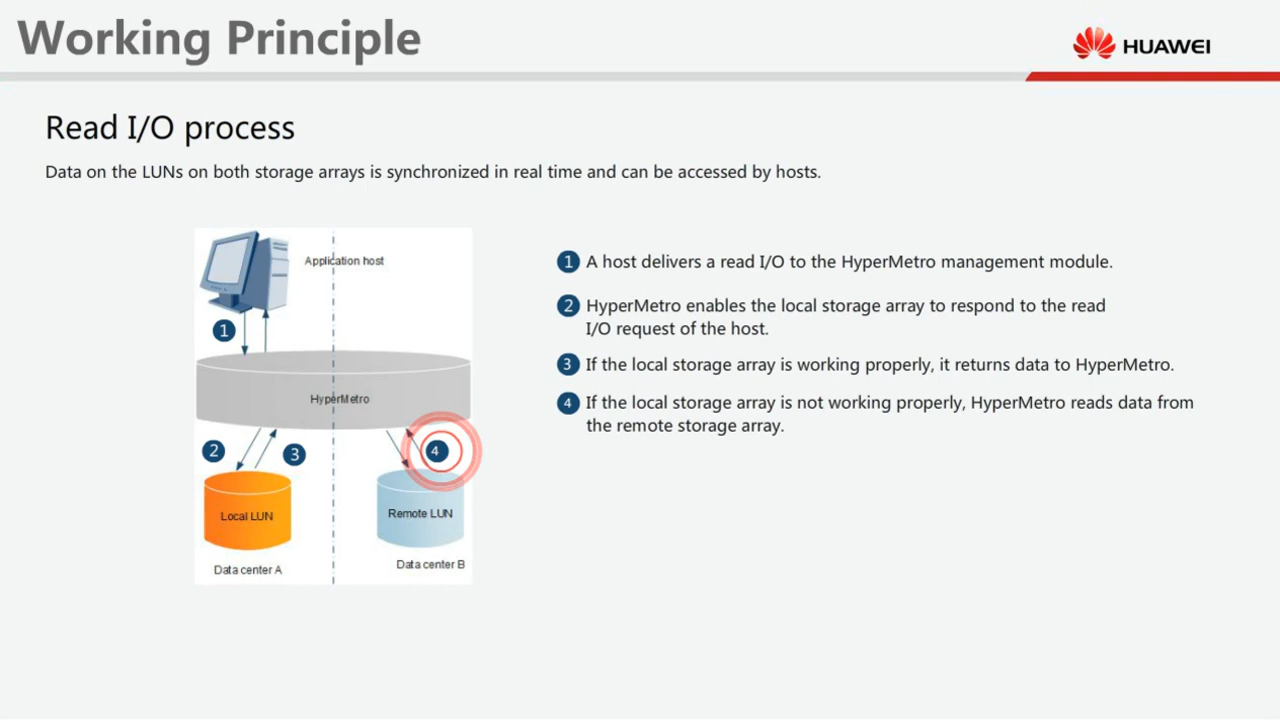 Working Principle
HUAWEI
Read I/O process
Data on the LUNs on both storage arrays is synchronized in real time and can be accessed by hosts.
Application host
1
HyperMetro
2
3
4
Local LUN
Remote LUN
Data center A
Data center B
1 A host delivers a read I/O to the HyperMetro management module.
2 HyperMetro enables the local storage array to respond to the read
I/O request of the host.
3 If the local storage array is working properly, it returns data to HyperMetro.
4 If the local storage array is not working properly, HyperMetro reads data from
the remote storage array.